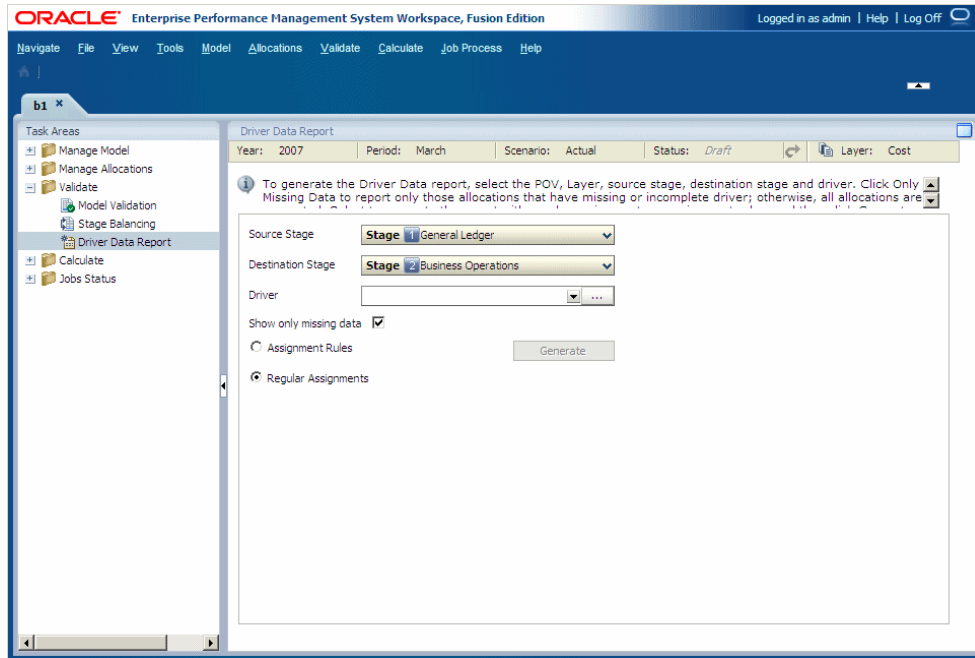 ORACLE Enterprise Performance Management System Workspace, Fusion Edition
Logged in as admin | Help | Log Off
Navigate File View Tools Model Allocations Validate Calculate Job Process Help
b1 ×
Task Areas
Manage Model
Manage Allocations
Validate
Model Validation
Stage Balancing
Driver Data Report
Calculate
Jobs Status
Driver Data Report
Year: 2007 Period: March Scenario: Actual Status: Draft Layer: Cost
To generate the Driver Data report, select the POV, Layer, source stage, destination stage and driver. Click Only
Missing Data to report only those allocations that have missing or incomplete driver; otherwise, all allocations are
Source Stage Stage 1 General Ledger
Destination Stage Stage 2 Business Operations
Driver ...
Show only missing data
Assignment Rules
Generate
Regular Assignments